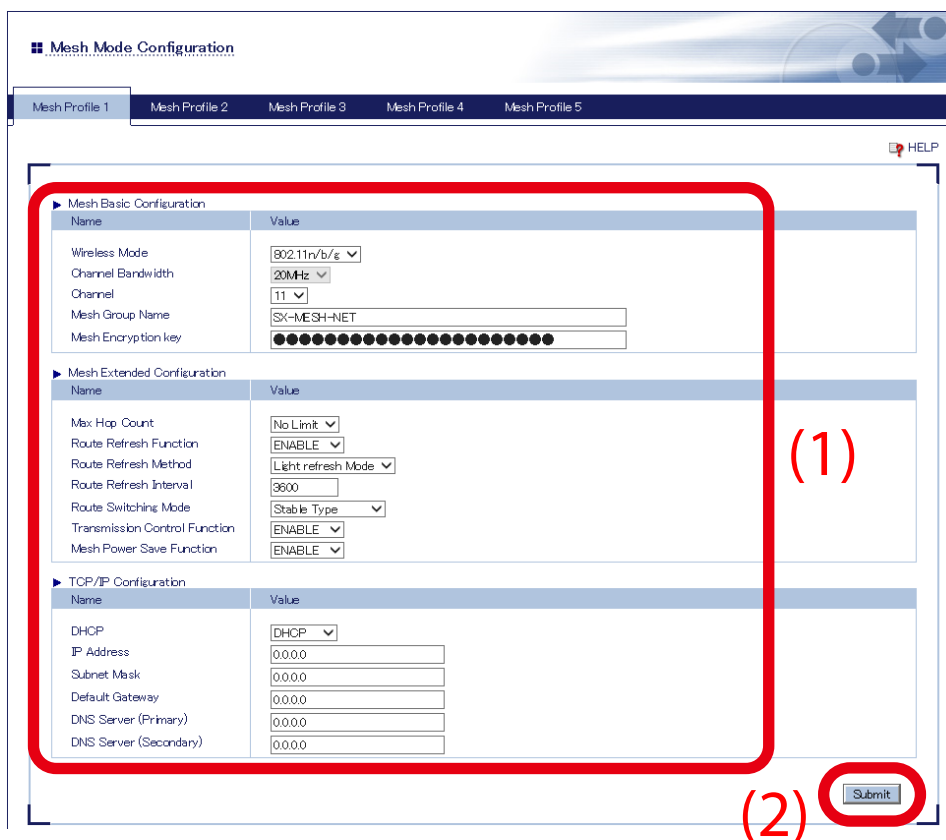 Mesh Mode Configuration
Mesh Profile 1 Mesh Profile 2 Mesh Profile 3 Mesh Profile 4 Mesh Profile 5
HELP
Mesh Basic Configuration
Name Value
Wireless Mode 802.11n/b/g
Channel Bandwidth 20MHz
Channel 11
Mesh Group Name SX-MESH-NET
Mesh Encryption key ●●●●●●●●●●●●●●●●●●●●●●
Mesh Extended Configuration
Name Value
Max Hop Count No Limit
Route Refresh Function ENABLE
Route Refresh Method Light refresh Mode
Route Refresh Interval 3600
Route Switching Mode Stable Type
Transmission Control Function ENABLE
Mesh Power Save Function ENABLE
(1)
TCP/IP Configuration
Name Value
DHCP DHCP
IP Address 0.0.0.0
Subnet Mask 0.0.0.0
Default Gateway 0.0.0.0
DNS Server (Primary) 0.0.0.0
DNS Server (Secondary) 0.0.0.0
Submit
(2)